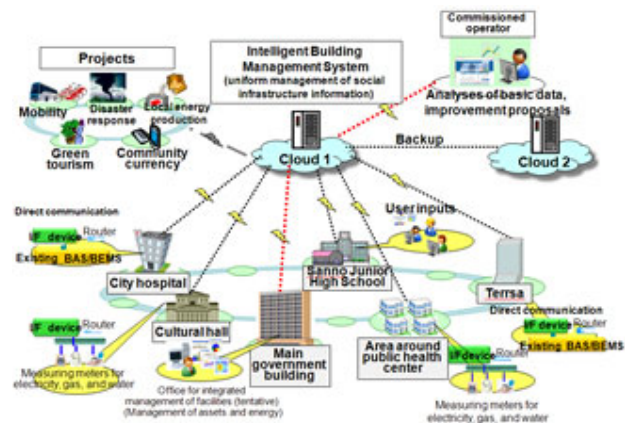 Commissioned
operator
Projects
Intelligent Building
Management System
(uniform management of social
infrastructure information)
Mobility
Disaster
response
Local energy
production
Green
tourism
Community
currency
Analyses of basic data,
improvement proposals
Cloud 1
Backup
Cloud 2
Direct communication
I/F device
Router
Existing BAS/BEMS
City hospital
User inputs
Sanno Junior
High School
Terrsa
I/F device
Router
Measuring meters for
electricity, gas, and water
Cultural hall
Office for integrated
management of facilities (tentative)
(Management of assets and energy)
Main
government
building
Area around
public health
center
I/F device
Router
Measuring meters for
electricity, gas, and water
Direct communication
I/F device
Router
Existing BAS/BEMS